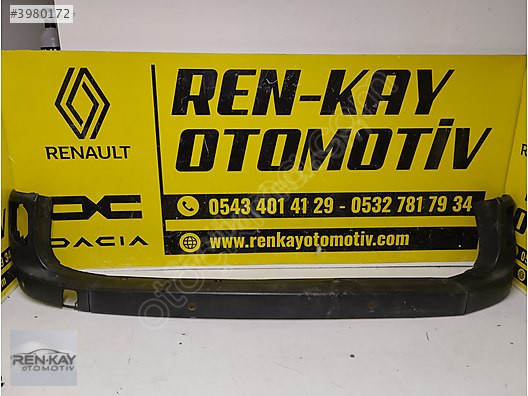 #3980172
RENAULT
DACIA
REN-KAY
OTOMOTİV
0543 401 41 29 - 0532 781 79 34
www.renkayotomotiv.com
REN-KAY
OTOMOTİV